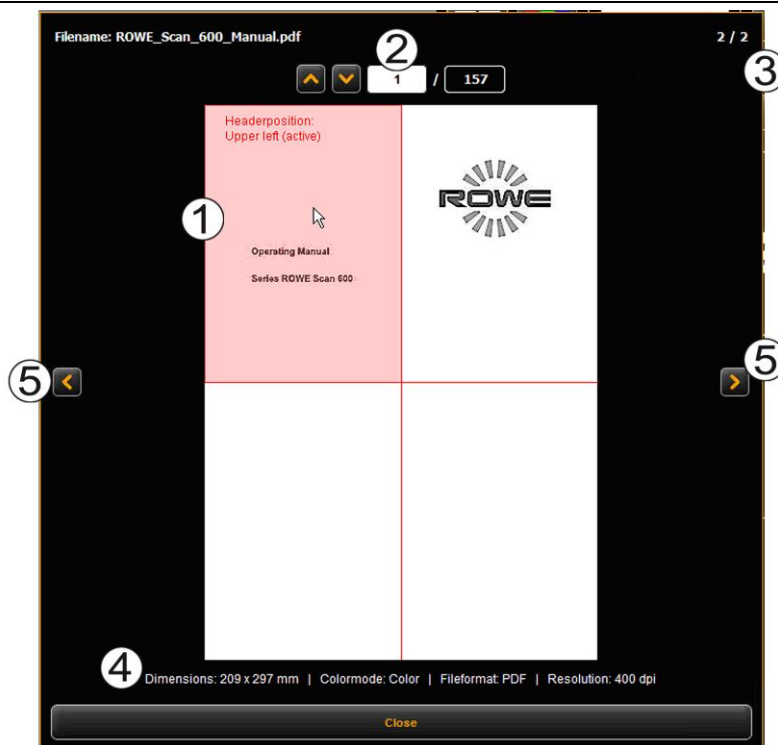 Filename: ROWE_Scan_600_Manual.pdf 2 / 2
2
1 / 157
3
Headerposition:
Upper left (active)
ROWE
1
Operating Manual
Series ROWE Scan 600
5 < > 5
4
Dimensions: 209 x 297 mm | Colormode: Color | Fileformat: PDF | Resolution: 400 dpi
Close